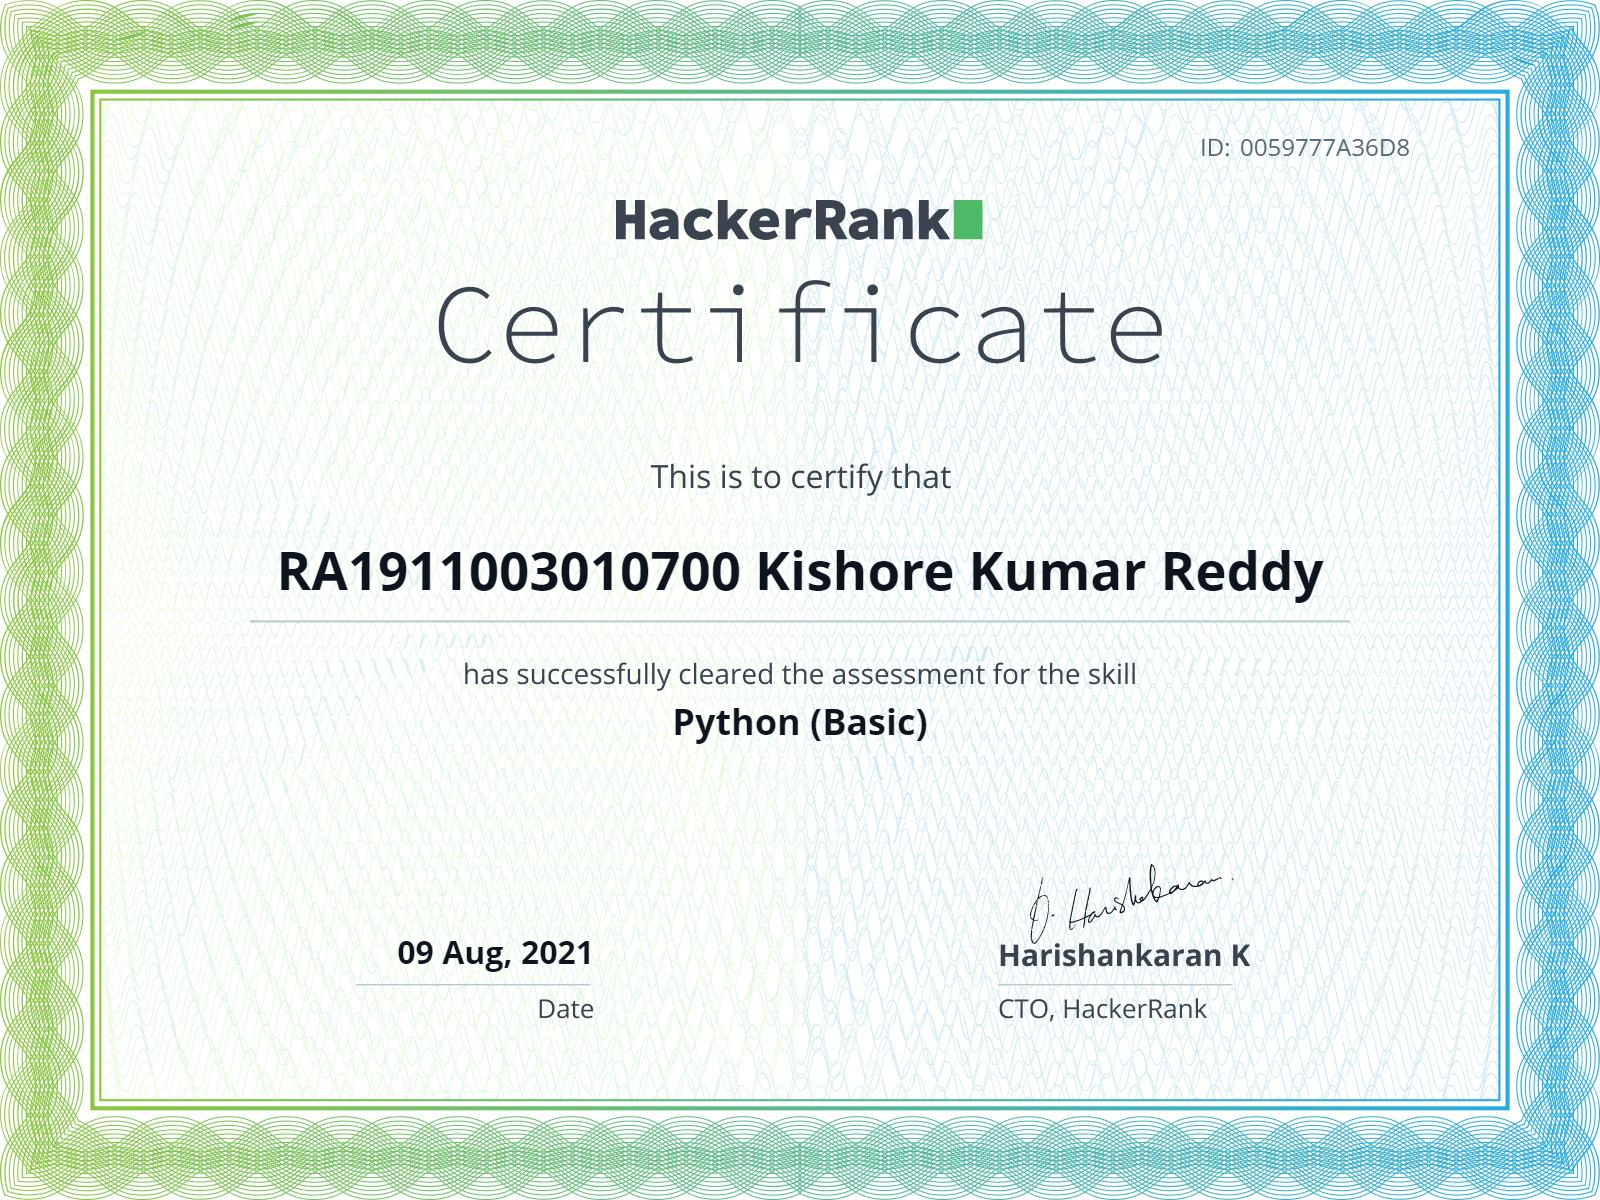 ID: 0059777A36D8
HackerRank
Certificate
This is to certify that
RA1911003010700 Kishore Kumar Reddy
has successfully cleared the assessment for the skill
Python (Basic)
09 Aug, 2021
Date
Harishankaran K
CTO, HackerRank